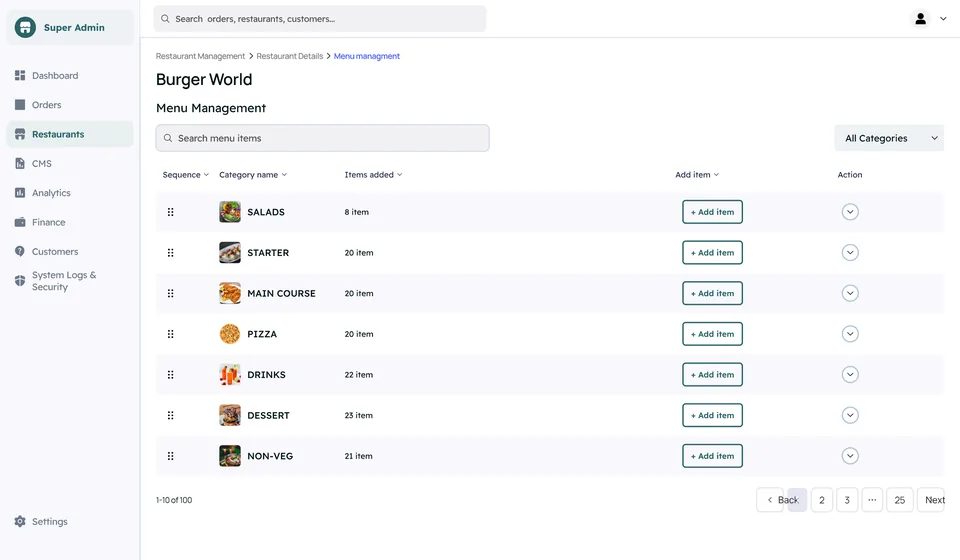 Super Admin
Search orders, restaurants, customers...
Dashboard
Orders
Restaurants
CMS
Analytics
Finance
Customers
System Logs &
Security
Settings
Restaurant Management > Restaurant Details > Menu managment
Burger World
Menu Management
Search menu items
All Categories
Sequence Category name Items added Add item Action
SALADS 8 item + Add item
STARTER 20 item + Add item
MAIN COURSE 20 item + Add item
PIZZA 20 item + Add item
DRINKS 22 item + Add item
DESSERT 23 item + Add item
NON-VEG 21 item + Add item
1-10 of 100
< Back 2 3 ... 25 Next